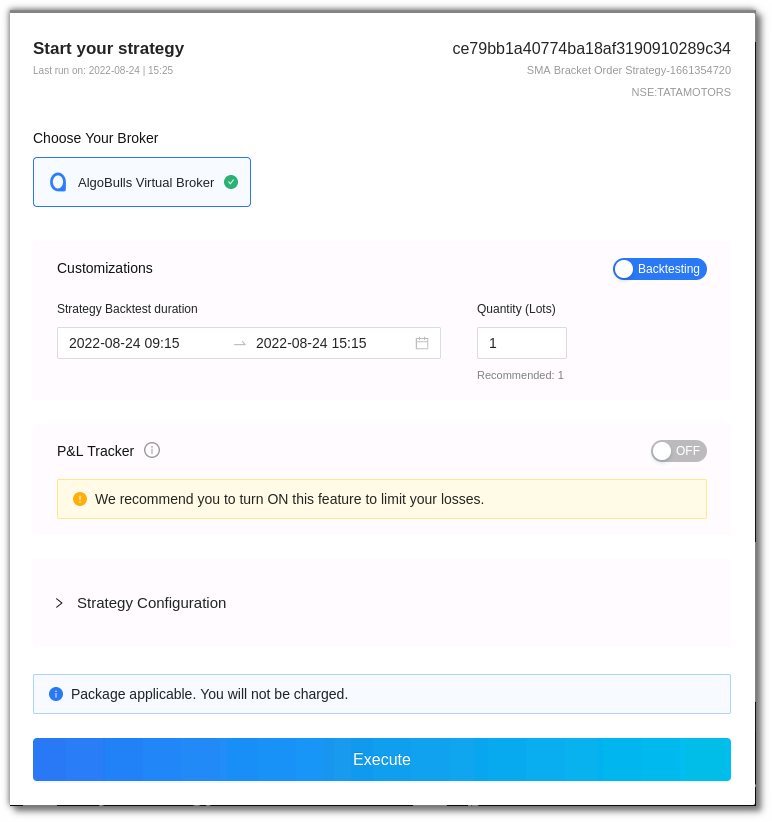 Start your strategy
ce79bb1a40774ba18af3190910289c34
Last run on: 2022-08-24 | 15:25
SMA Bracket Order Strategy-1661354720
NSE:TATAMOTORS
Choose Your Broker
AlgoBulls Virtual Broker
Customizations
Backtesting
Strategy Backtest duration
Quantity (Lots)
2022-08-24 09:15
2022-08-24 15:15
1
Recommended: 1
P&L Tracker
OFF
We recommend you to turn ON this feature to limit your losses.
Strategy Configuration
Package applicable. You will not be charged.
Execute